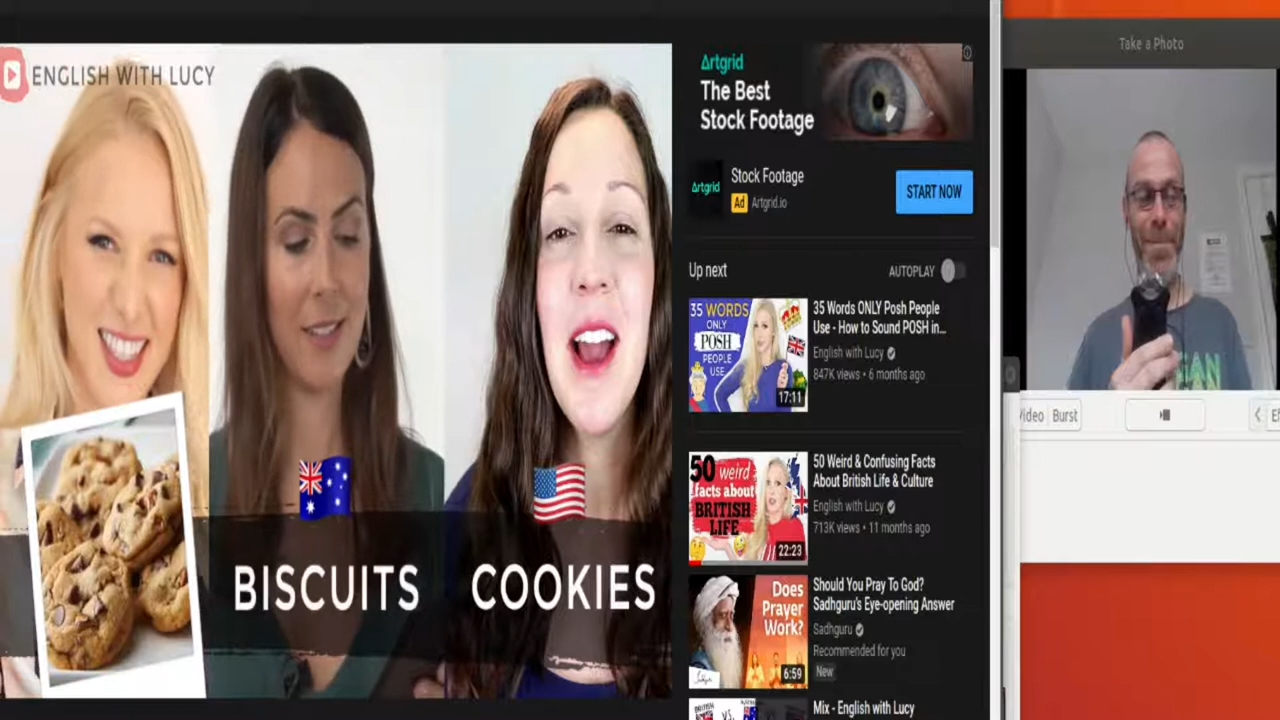 ENGLISH WITH LUCY
BISCUITS
COOKIES
Artgrid
The Best
Stock Footage
Artgrid
Stock Footage
Ad Artgrid.io
START NOW
Up next
AUTOPLAY
35 WORDS
ONLY
POSH
PEOPLE
USE
17:11
35 Words ONLY Posh People
Use - How to Sound POSH in...
English with Lucy
847K views • 6 months ago
50 weird
facts about
BRITISH
LIFE
22:23
50 Weird & Confusing Facts
About British Life & Culture
English with Lucy
713K views • 11 months ago
Does
Prayer
Work?
6:59
Should You Pray To God?
Sadhguru's Eye-opening Answer
Sadhguru
Recommended for you
New
VS.
Mix - English with Lucy
Take a Photo
Burst